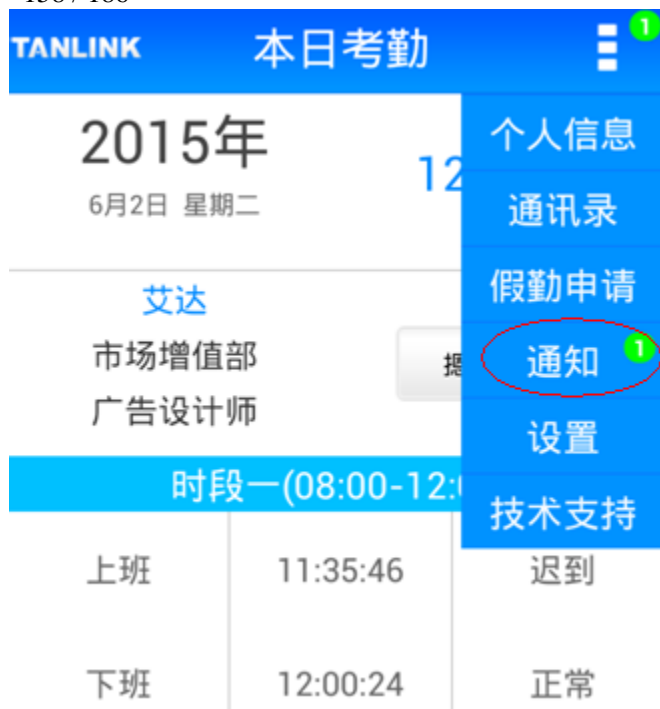 TANLINK 本日考勤 1
2015年
12
6月2日 星期二
艾达
市场增值部
广告设计师
时段一(08:00-12:
上班 11:35:46 迟到
下班 12:00:24 正常
个人信息
通讯录
假勤申请
通知 1
设置
技术支持